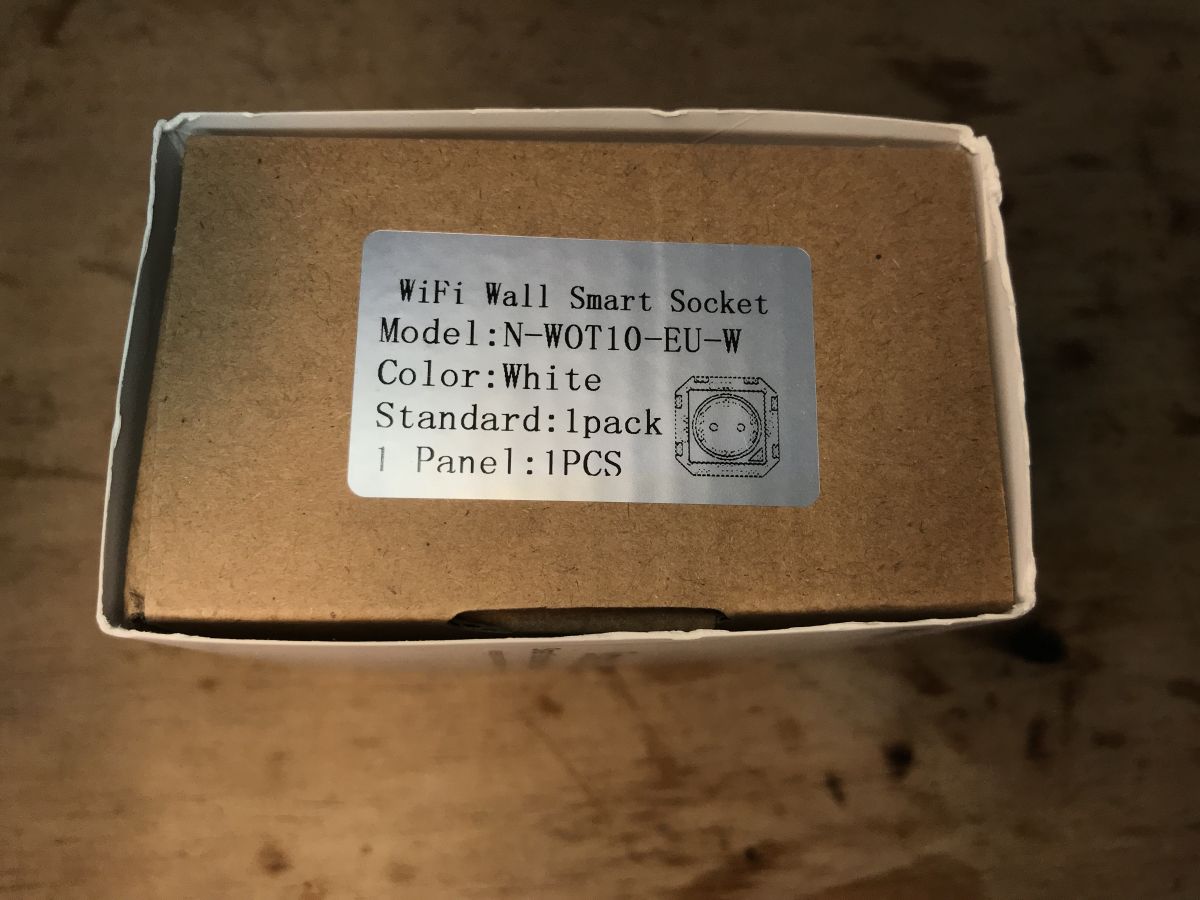 WiFi Wall Smart Socket
Model:N-WOT10-EU-W
Color:White
Standard:1pack
1 Panel:1PCS